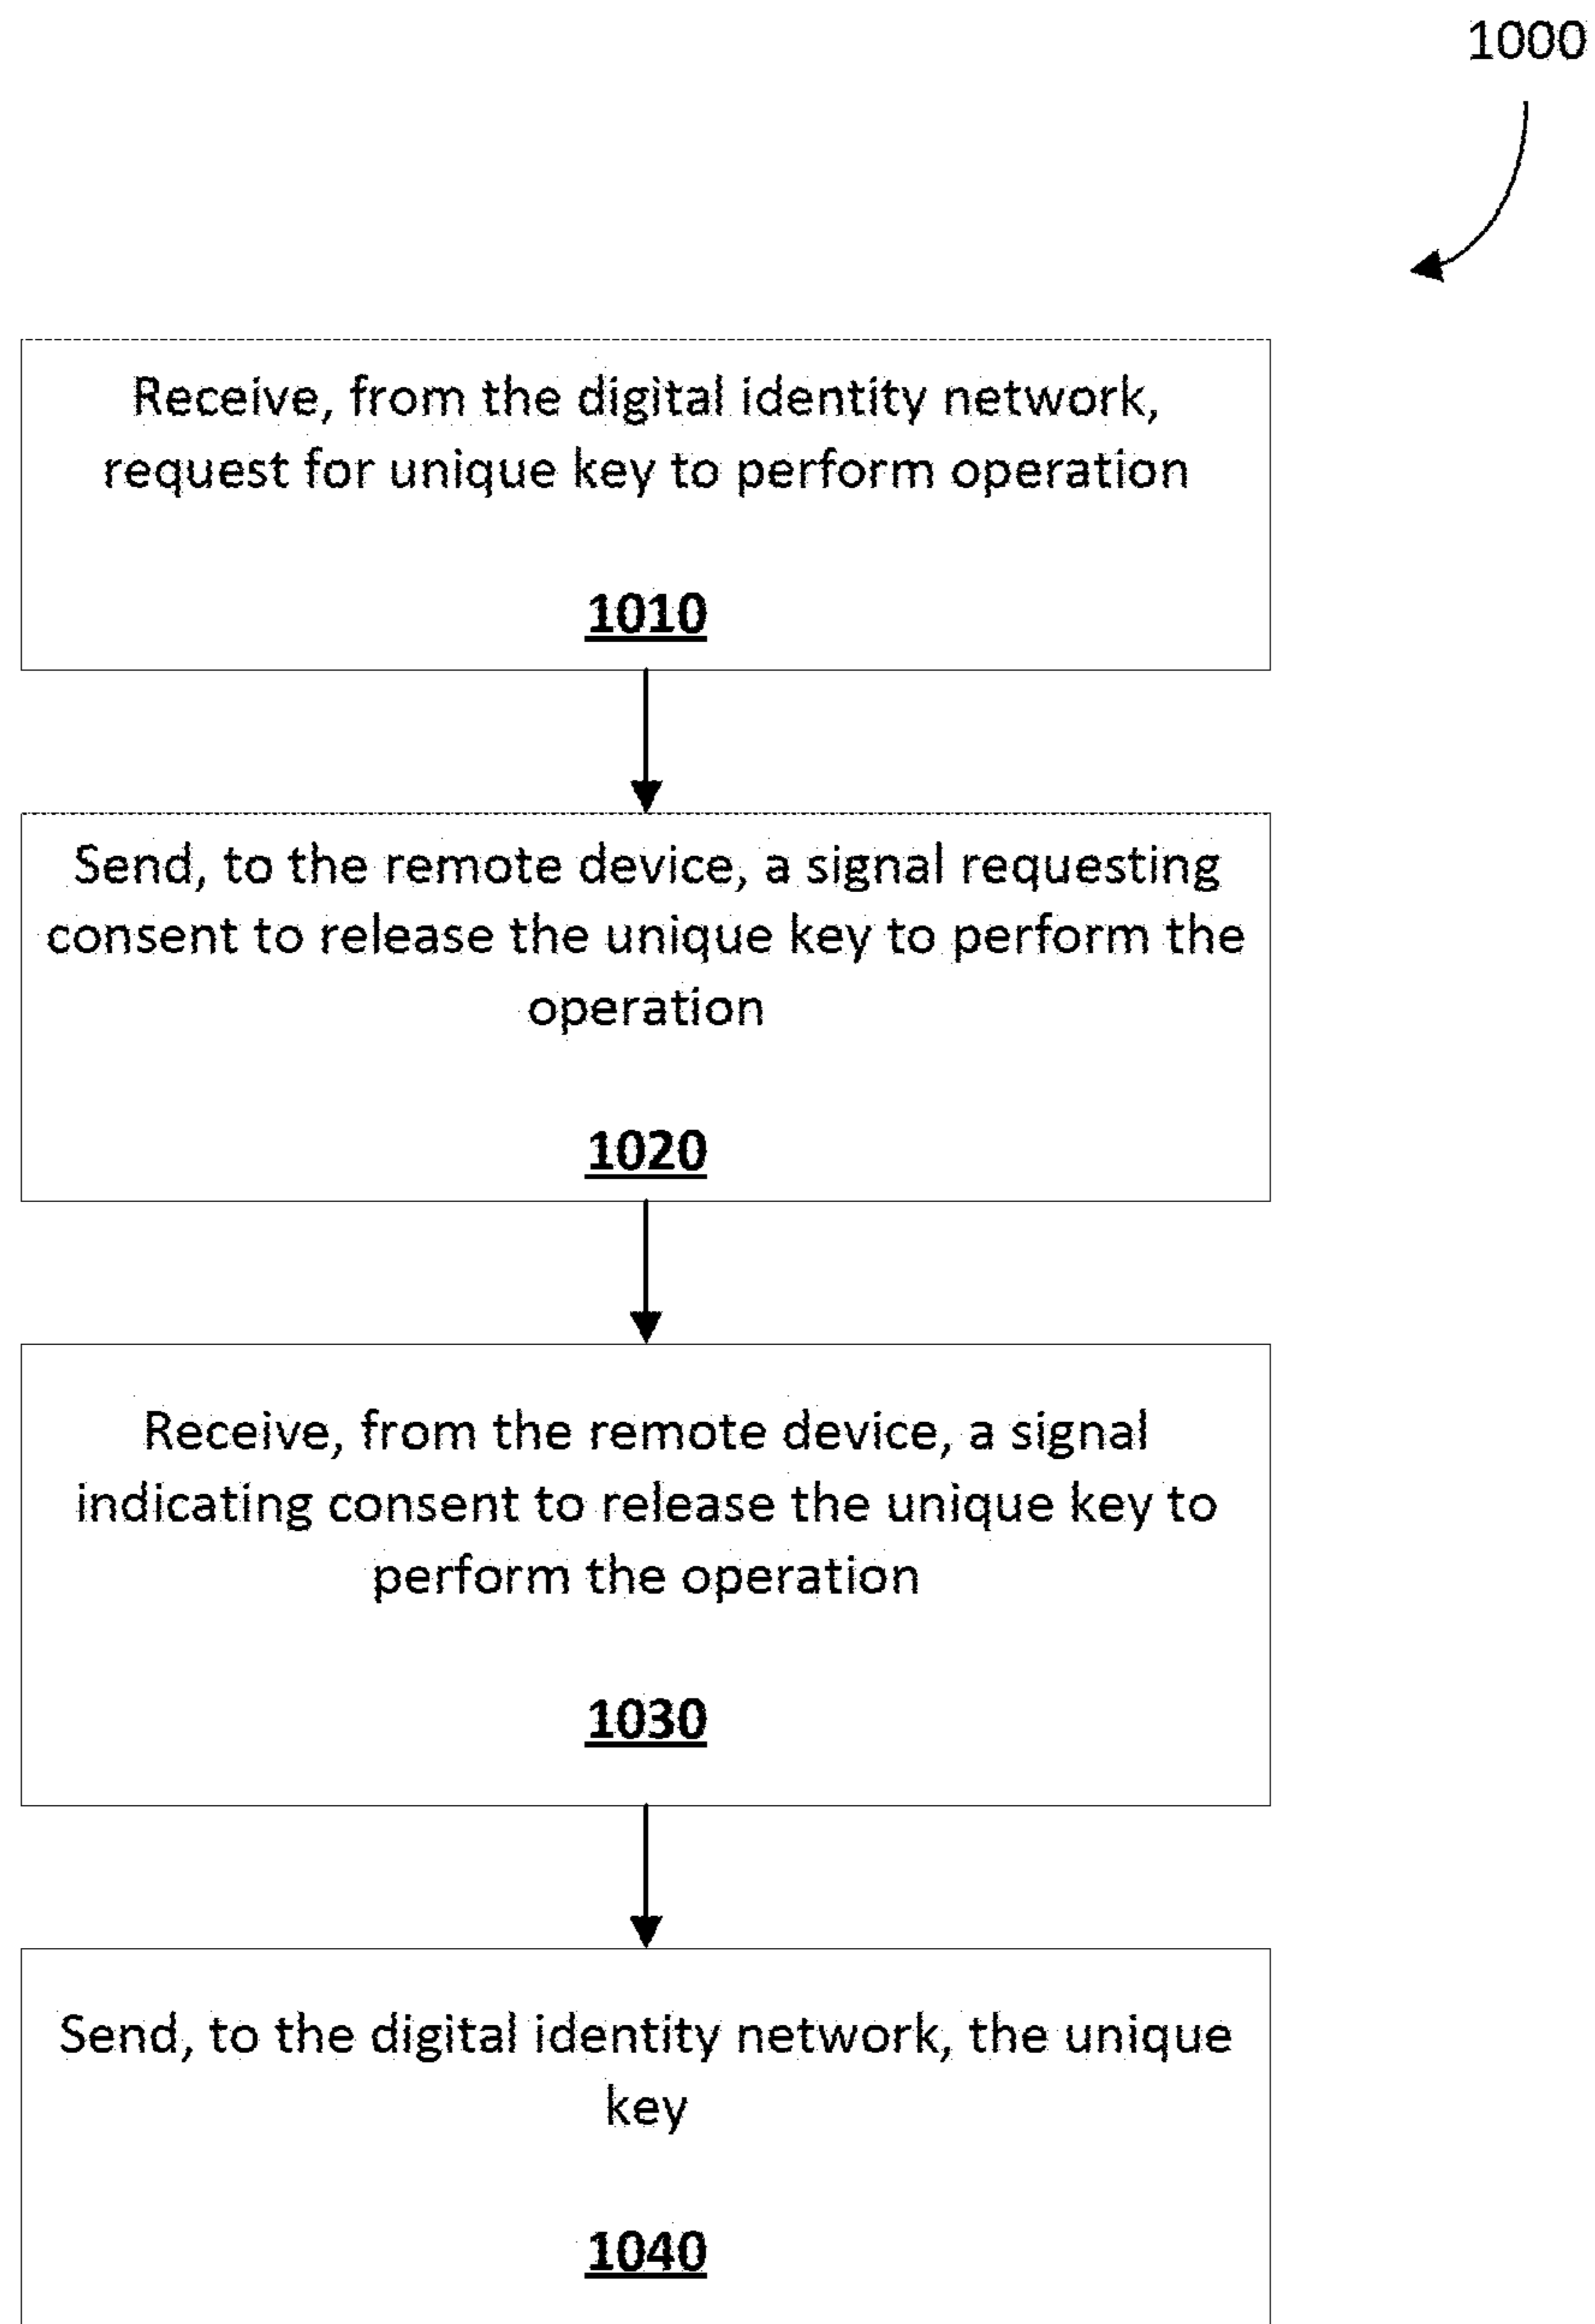 1000
Receive, from the digital identity network,
request for unique key to perform operation
1010
Send, to the remote device, a signal requesting
consent to release the unique key to perform the
operation
1020
Receive, from the remote device, a signal
indicating consent to release the unique key to
perform the operation
1030
Send, to the digital identity network, the unique
key
1040